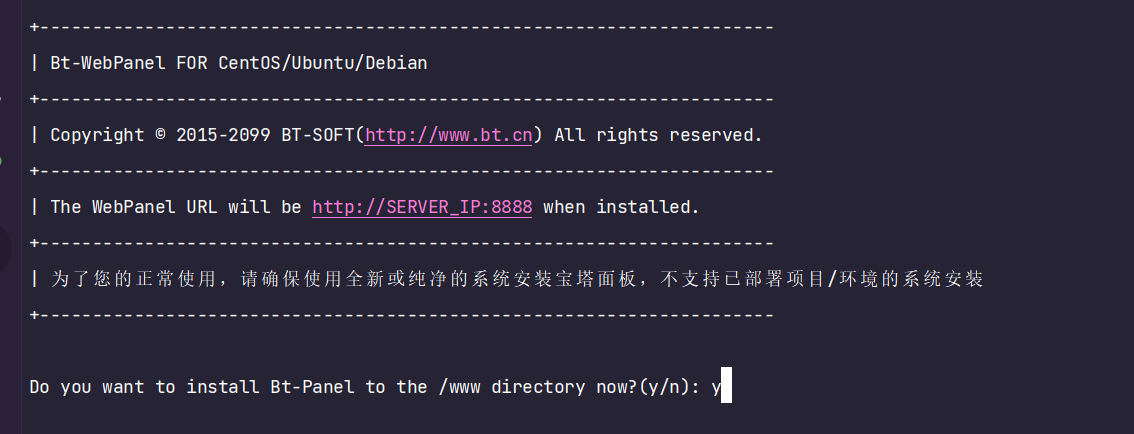 +----------------------------------------------------------------------
| Bt-WebPanel FOR CentOS/Ubuntu/Debian
+----------------------------------------------------------------------
| Copyright © 2015-2099 BT-SOFT(http://www.bt.cn) All rights reserved.
+----------------------------------------------------------------------
| The WebPanel URL will be http://SERVER_IP:8888 when installed.
+----------------------------------------------------------------------
| 为了您的正常使用，请确保使用全新或纯净的系统安装宝塔面板，不支持已部署项目/环境的系统安装
+----------------------------------------------------------------------
Do you want to install Bt-Panel to the /www directory now?(y/n): y